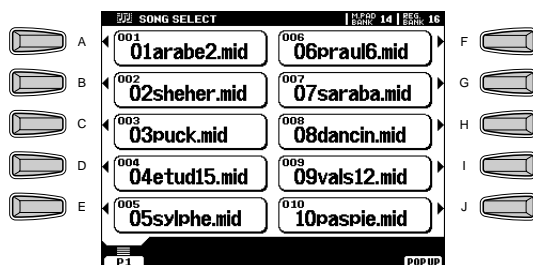 SONG SELECT M.PAD BANK 14 REG. BANK 16
A 001 01arabe2.mid 006 06praul6.mid F
B 002 02sheher.mid 007 07saraba.mid G
C 003 03puck.mid 008 08dancin.mid H
D 004 04etud15.mid 009 09vals12.mid I
E 005 05sylphe.mid 010 10paspie.mid J
P1 POPUP